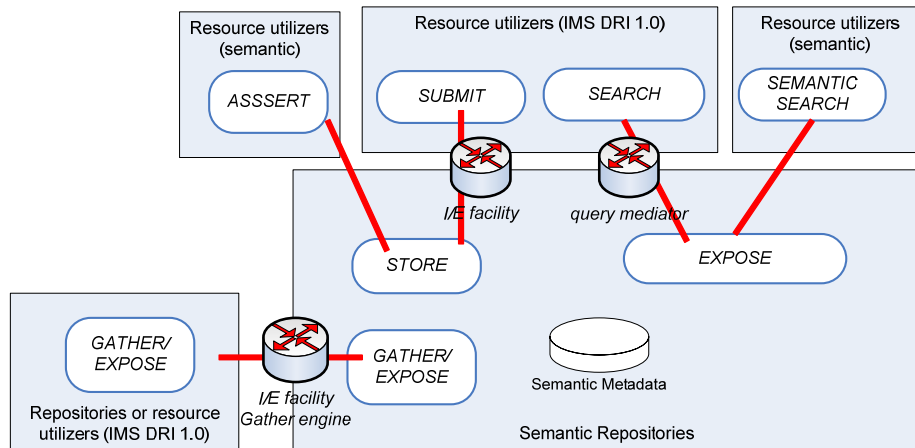 Resource utilizers
(semantic)
Resource utilizers (IMS DRI 1.0)
Resource utilizers
(semantic)
ASSSERT
SUBMIT
SEARCH
SEMANTIC
SEARCH
I/E facility
query mediator
STORE
EXPOSE
GATHER/
EXPOSE
GATHER/
EXPOSE
I/E facility
Gather engine
Semantic Metadata
Repositories or resource
utilizers (IMS DRI 1.0)
Semantic Repositories